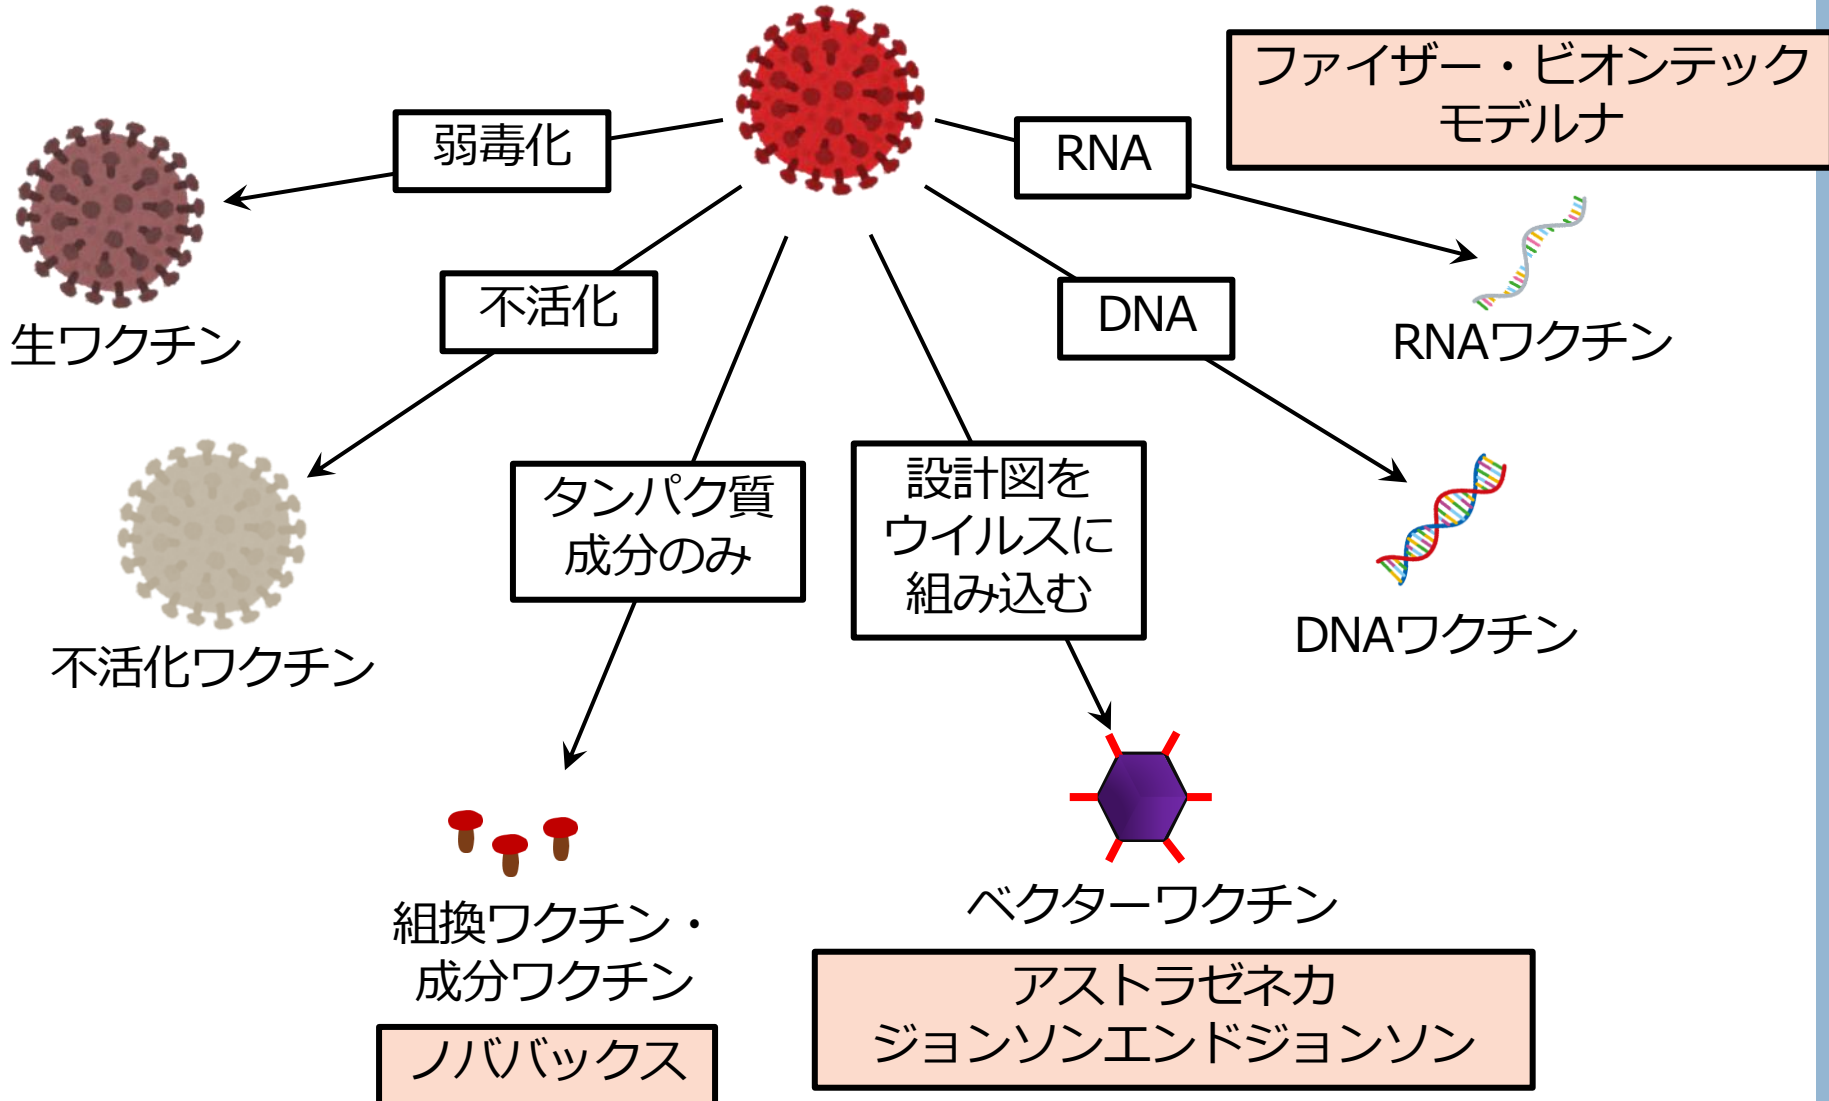 ファイザー・ビオンテック
モデルナ
弱毒化
RNA
不活化
DNA
生ワクチン
RNAワクチン
タンパク質
成分のみ
設計図を
ウイルスに
組み込む
不活化ワクチン
DNAワクチン
組換ワクチン・
成分ワクチン
ノババックス
ベクターワクチン
アストラゼネカ
ジョンソンエンドジョンソン